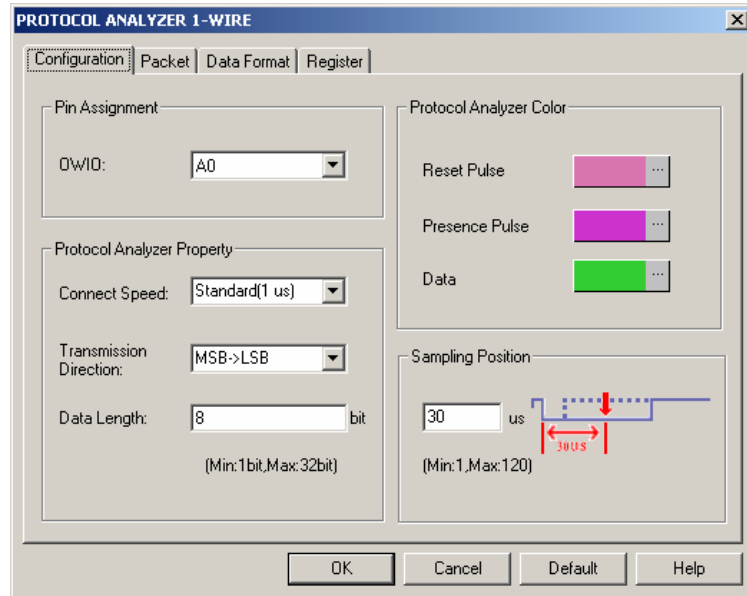 PROTOCOL ANALYZER 1-WIRE
Configuration Packet Data Format Register
Pin Assignment
OWIO: A0
Protocol Analyzer Property
Connect Speed: Standard(1 us)
Transmission
Direction: MSB->LSB
Data Length: 8 bit
(Min:1bit,Max:32bit)
Protocol Analyzer Color
Reset Pulse ...
Presence Pulse ...
Data ...
Sampling Position
30 us
30US
(Min:1,Max:120)
OK Cancel Default Help